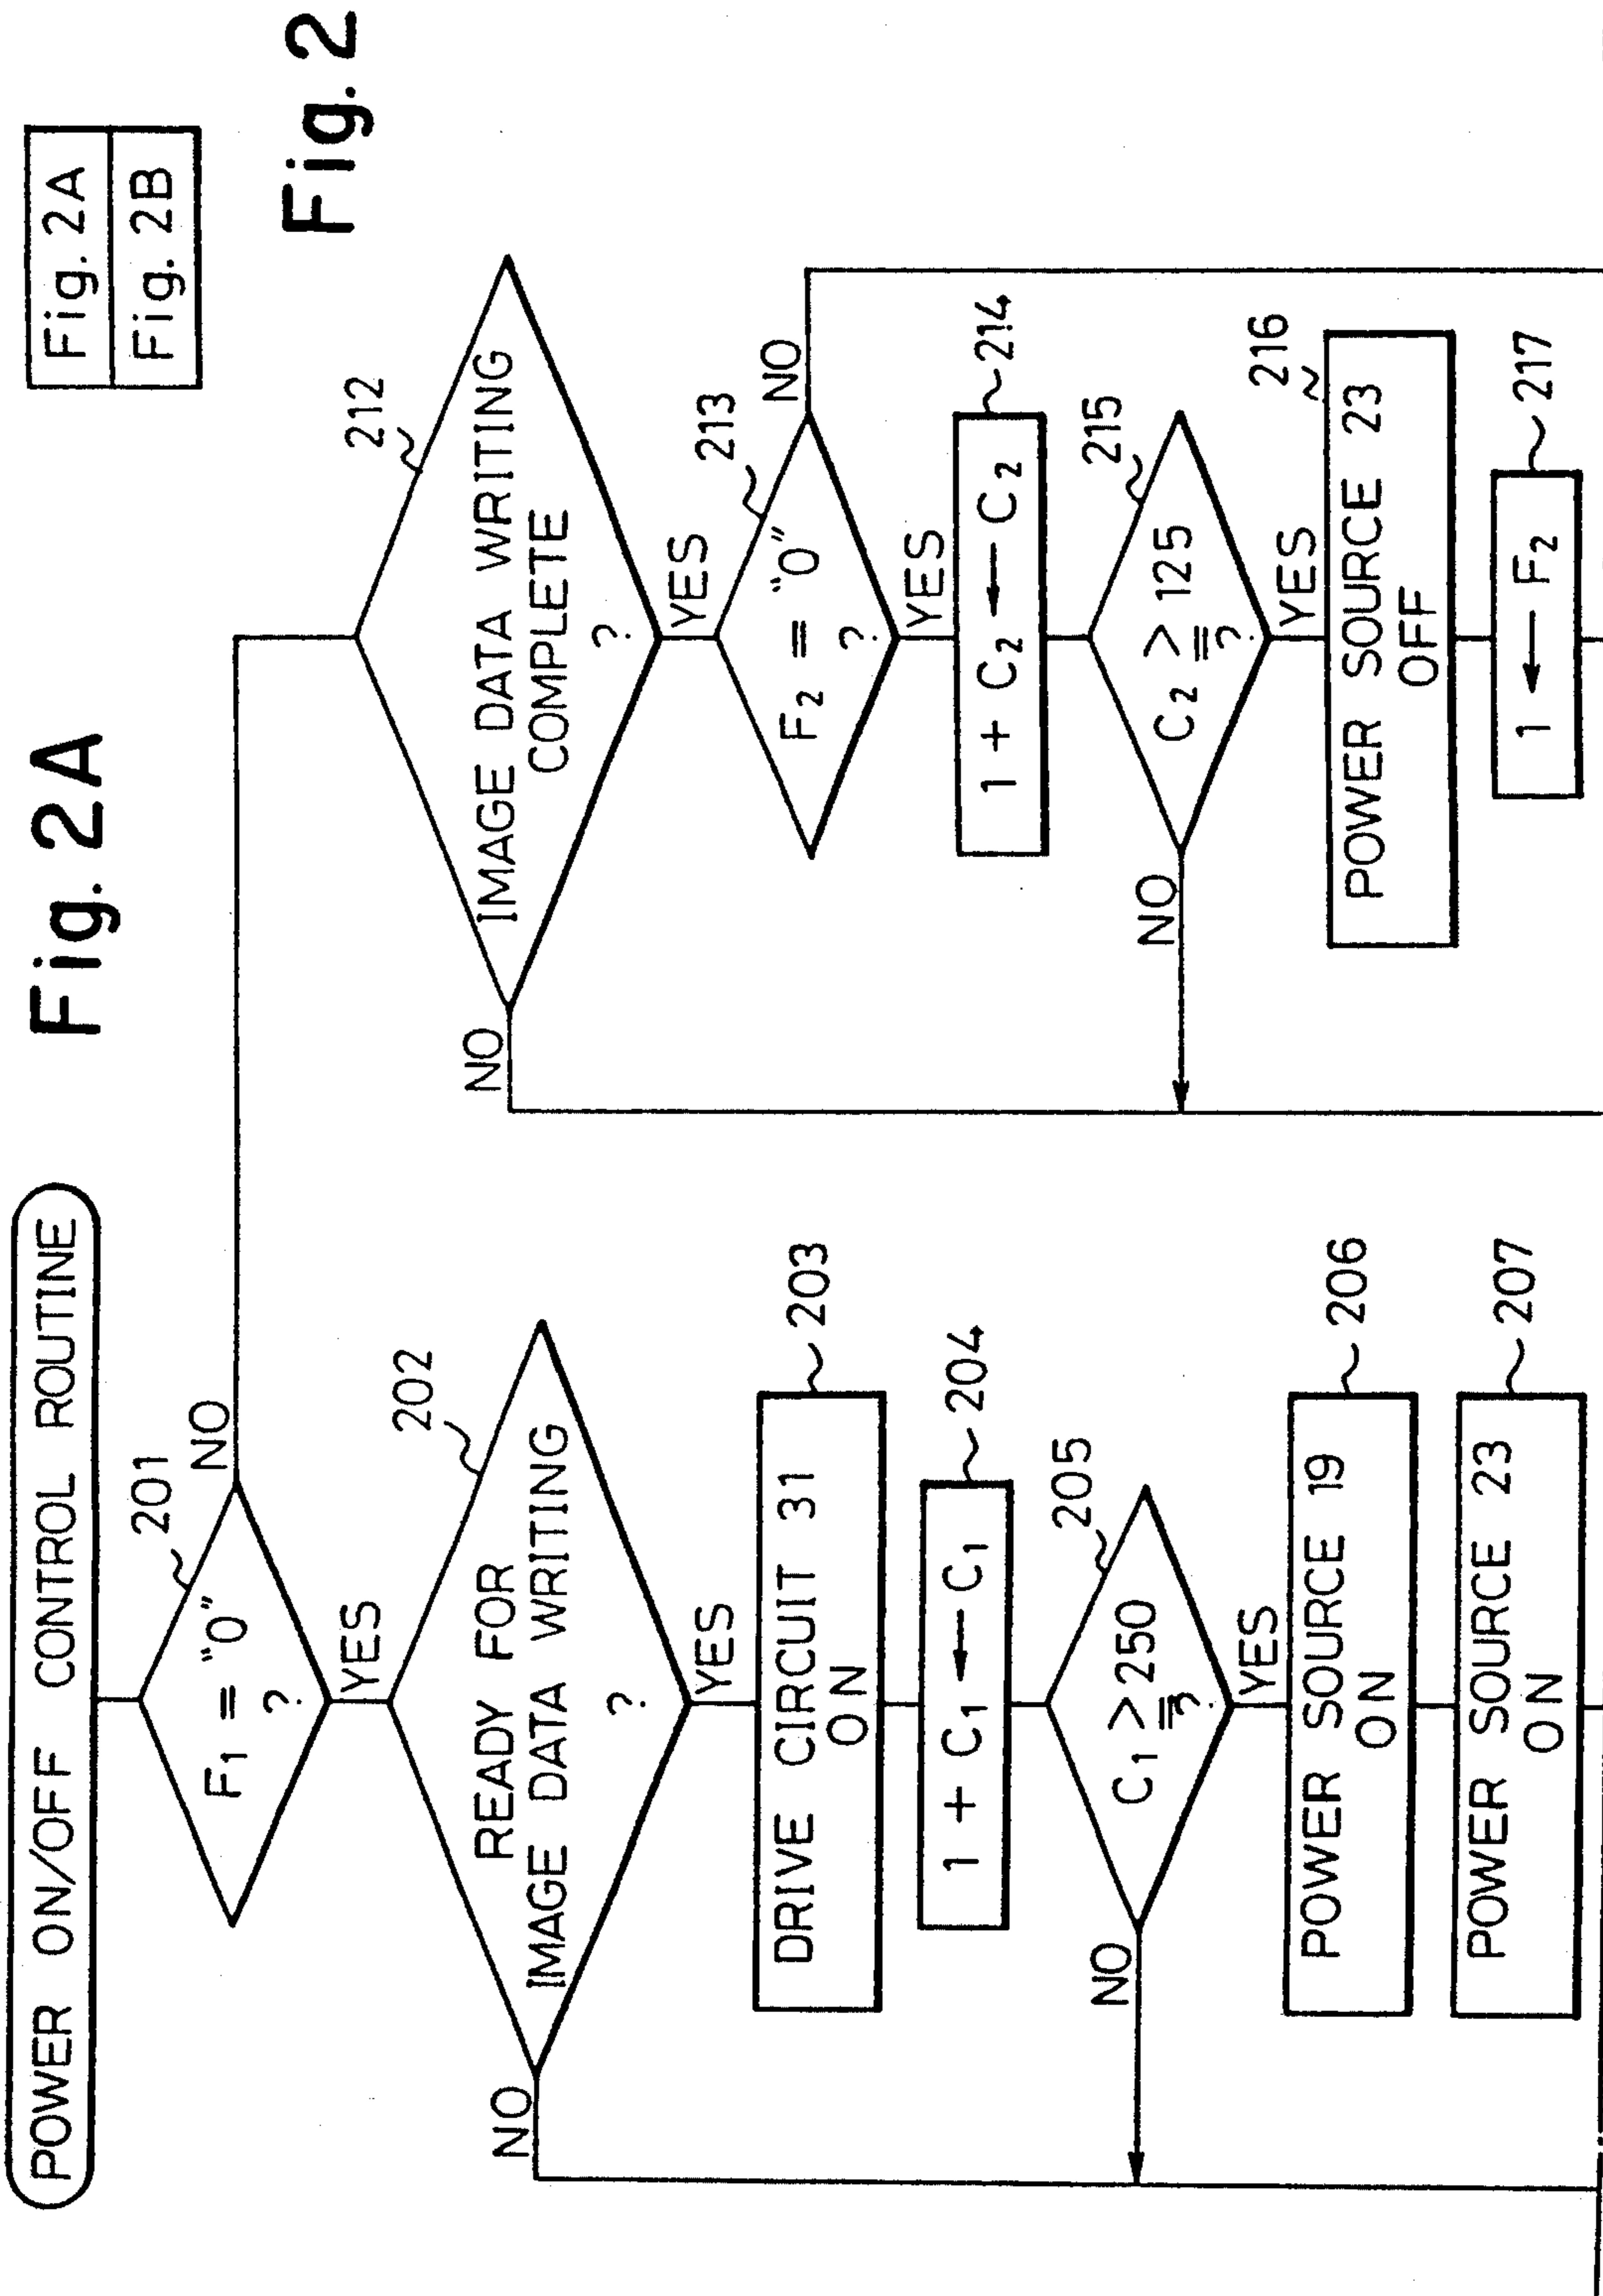 Fig. 2A
Fig. 2A
Fig. 2B
Fig. 2
POWER ON/OFF CONTROL ROUTINE
201
F₁ = "0"
?
NO
YES
202
READY FOR
IMAGE DATA WRITING
?
NO
YES
203
DRIVE CIRCUIT 31
ON
204
1 + C₁ ← C₁
205
C₁ ≧ 250
?
NO
YES
206
POWER SOURCE 19
ON
207
POWER SOURCE 23
ON
212
IMAGE DATA WRITING
COMPLETE
?
NO
YES
213
F₂ = "0"
?
NO
YES
214
1 + C₂ ← C₂
215
C₂ ≧ 125
?
NO
YES
216
POWER SOURCE 23
OFF
217
1 ← F₂